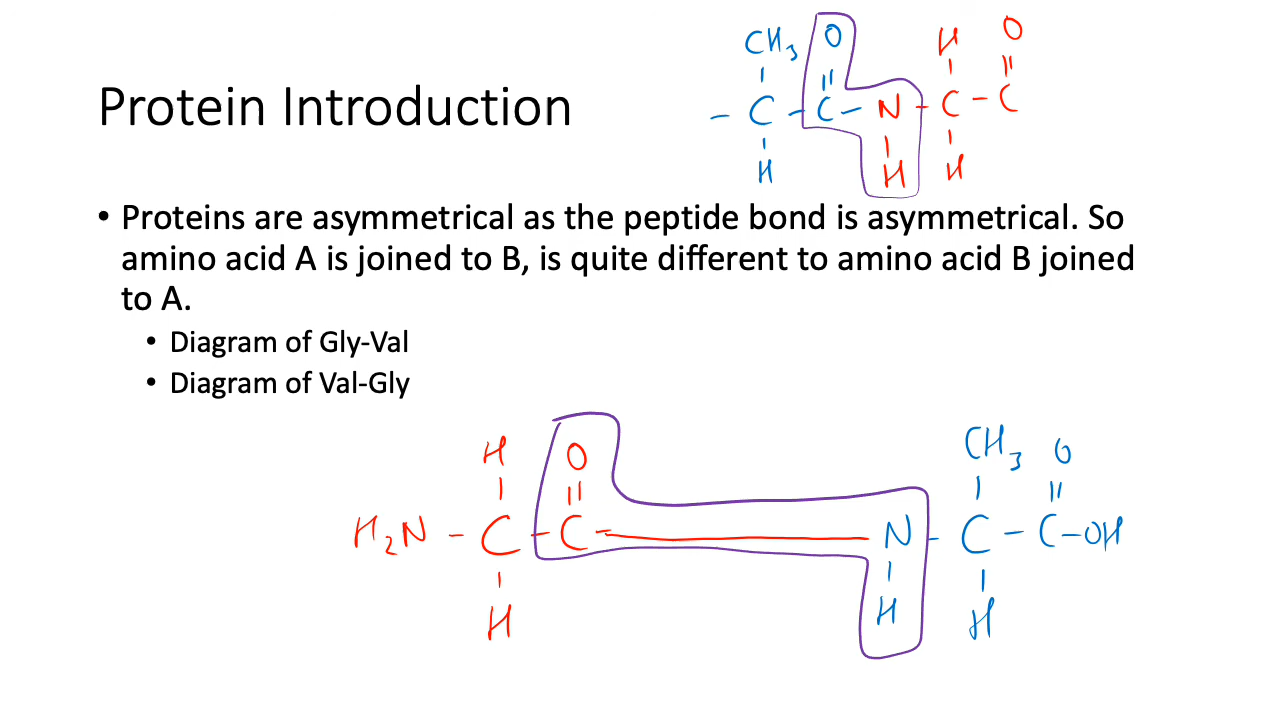 CH₃ O H O
Protein Introduction
– C – C – N – C – C
H H H
• Proteins are asymmetrical as the peptide bond is asymmetrical. So
amino acid A is joined to B, is quite different to amino acid B joined
to A.
• Diagram of Gly-Val
• Diagram of Val-Gly
H O CH₃ O
H₂N – C – C – N – C – C–OH
H H H